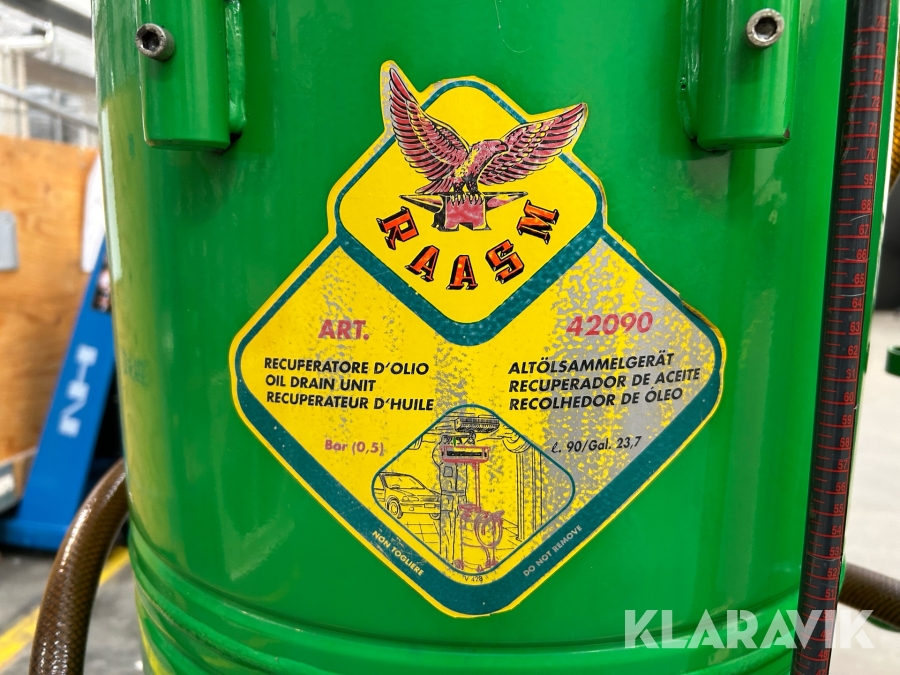 RAASM
ART. 42090
RECUPERATORE D'OLIO
OIL DRAIN UNIT
RECUPERATEUR D'HUILE
ALTÖLSAMMELGERÄT
RECUPERADOR DE ACEITE
RECOLHEDOR DE ÓLEO
Bar (0,5)
ℓ. 90/Gal. 23,7
NON TOGLIERE
DO NOT REMOVE
V 428
KLARAVIK